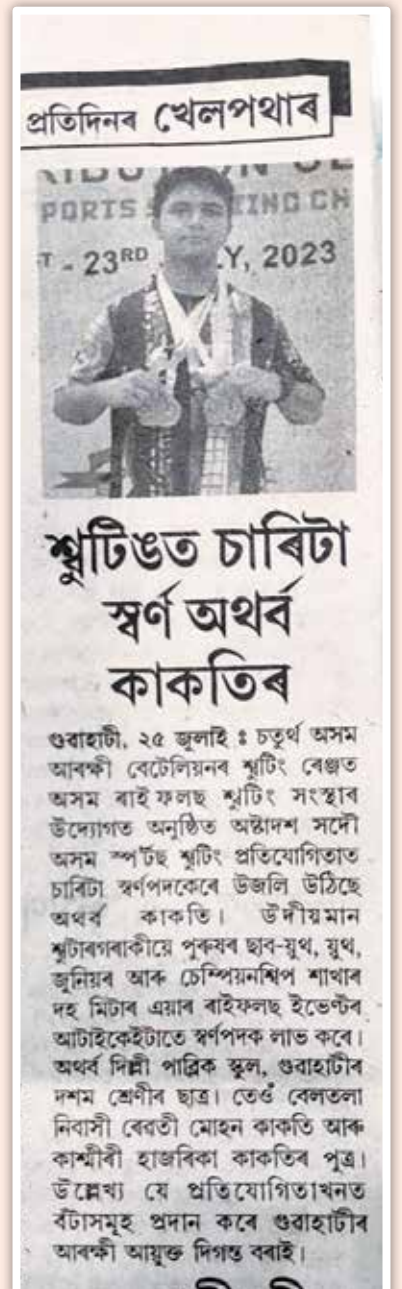 প্ৰতিদিনৰ খেলপথাৰ
PORTS
CH
- 23RD Y, 2023
শ্বুটিঙত চাৰিটা
স্বৰ্ণ অথৰ্ব
কাকতিৰ
গুৱাহাটী, ২৫ জুলাই ঃ চতুৰ্থ অসম
আৰক্ষী বেটেলিয়নৰ শ্বুটিং ৰেঞ্জত
অসম ৰাইফলছ শ্বুটিং সংস্থাৰ
উদ্যোগত অনুষ্ঠিত অষ্টাদশ সদৌ
অসম স্প'ৰ্টছ শ্বুটিং প্ৰতিযোগিতাত
চাৰিটা স্বৰ্ণপদকেৰে উজলি উঠিছে
অথৰ্ব কাকতি। উদীয়মান
শ্বুটাৰগৰাকীয়ে পুৰুষৰ ছাব-য়ুথ, য়ুথ,
জুনিয়ৰ আৰু চেম্পিয়নশ্বিপ শাখাৰ
দহ মিটাৰ এয়াৰ ৰাইফলছ ইভেণ্টৰ
আটাইকেইটাতে স্বৰ্ণপদক লাভ কৰে।
অথৰ্ব দিল্লী পাব্লিক স্কুল, গুৱাহাটীৰ
দশম শ্ৰেণীৰ ছাত্ৰ। তেওঁ বেলতলা
নিবাসী ৰেৱতী মোহন কাকতি আৰু
কাশ্মীৰী হাজৰিকা কাকতিৰ পুত্ৰ।
উল্লেখ্য যে প্ৰতিযোগিতাখনত
বঁটাসমূহ প্ৰদান কৰে গুৱাহাটীৰ
আৰক্ষী আয়ুক্ত দিগন্ত বৰাই।